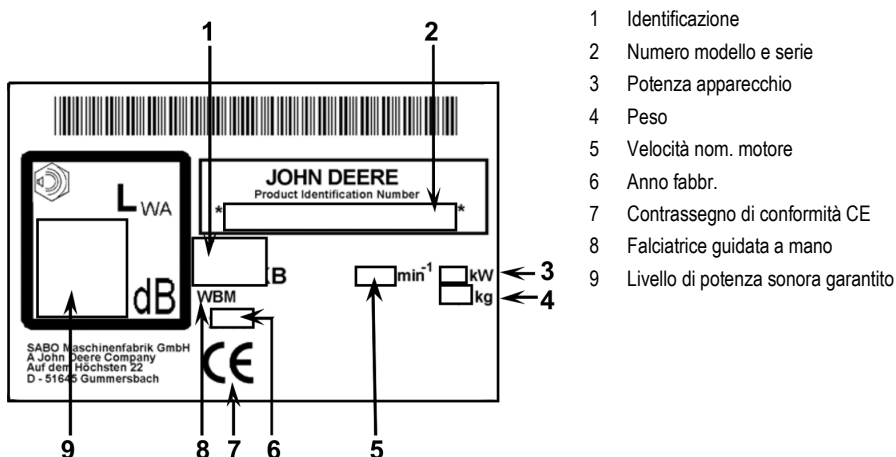 1 2
JOHN DEERE
Product Identification Number
* *
L WA
dB
KB
WBM
min-1
kW 3
kg 4
SABO Maschinenfabrik GmbH
A John Deere Company
Auf dem Höchsten 22
D - 51645 Gummersbach
CE
9 8 7 6 5
1 Identificazione
2 Numero modello e serie
3 Potenza apparecchio
4 Peso
5 Velocità nom. motore
6 Anno fabbr.
7 Contrassegno di conformità CE
8 Falciatrice guidata a mano
9 Livello di potenza sonora garantito